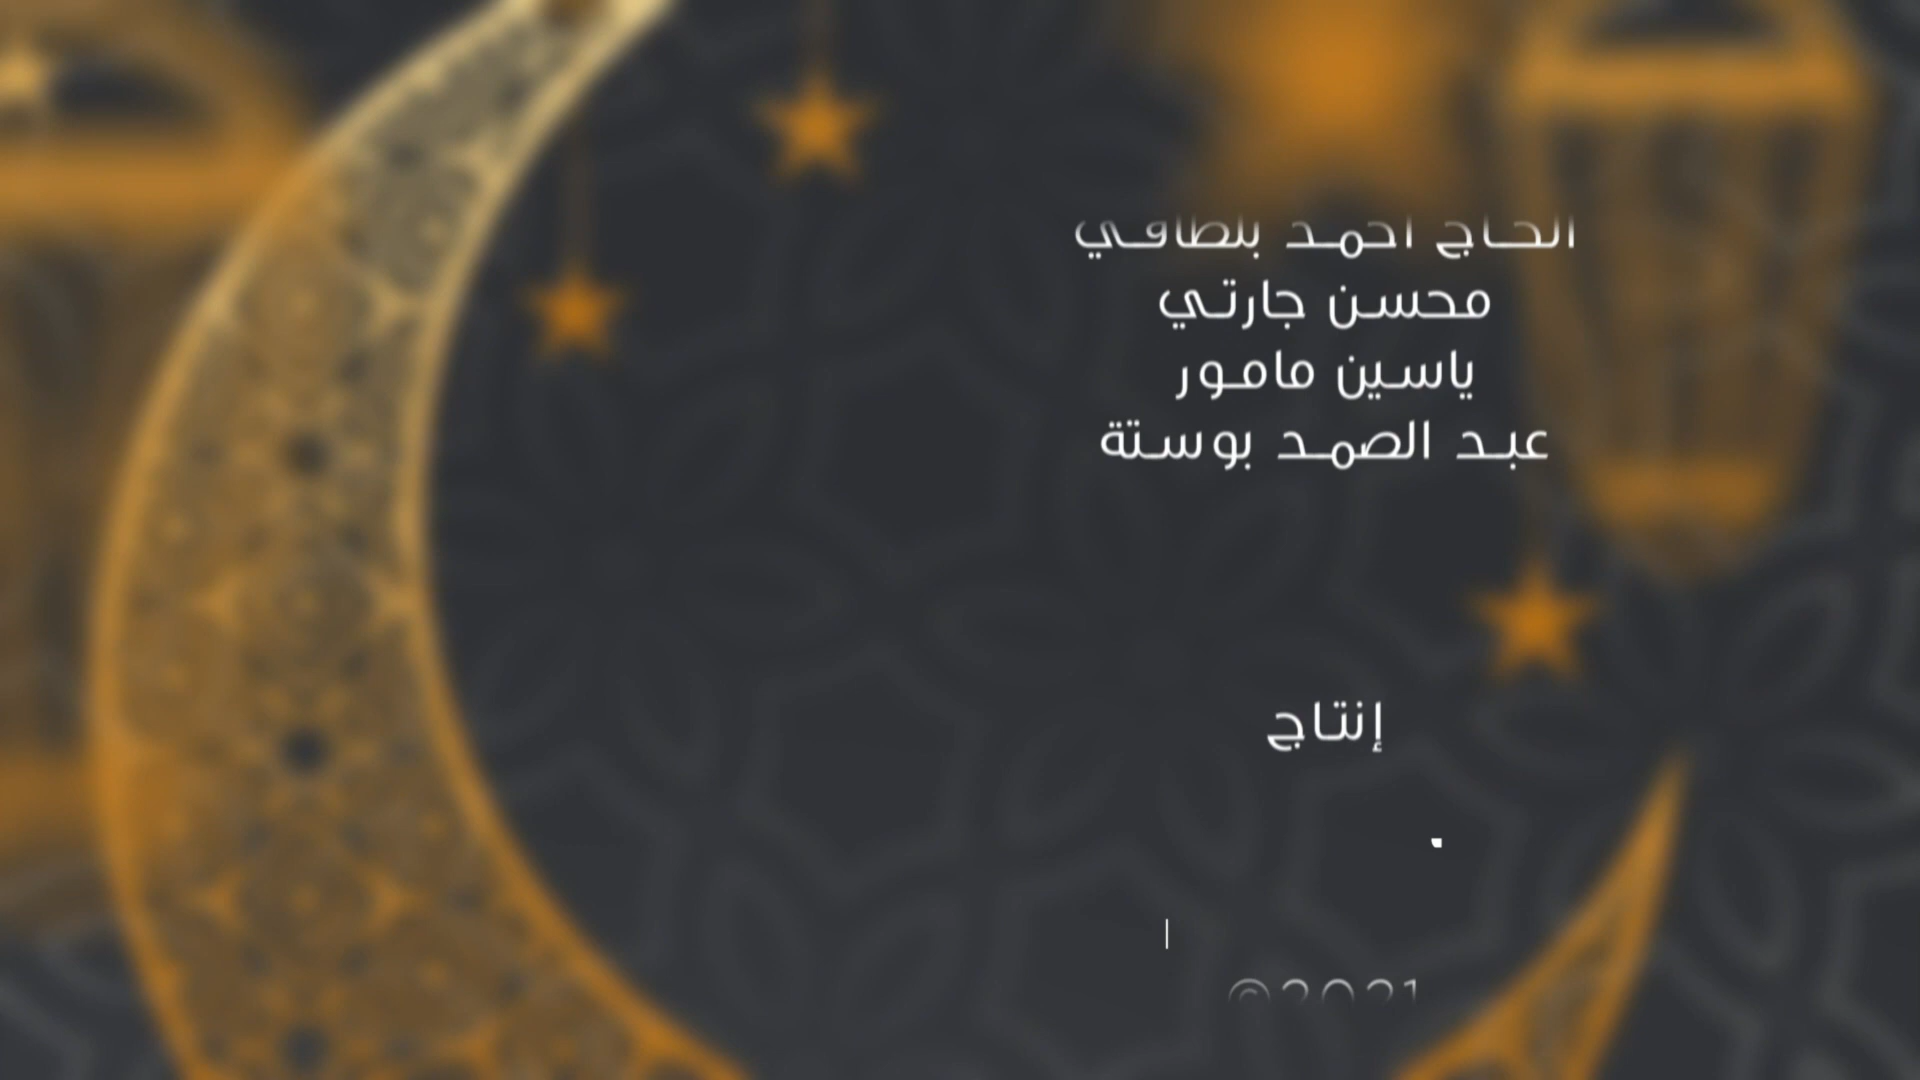 الحاج احمد بلطافي
محسن جارتي
ياسين مامور
عبد الصمد بوستة
إنتاج
©2021